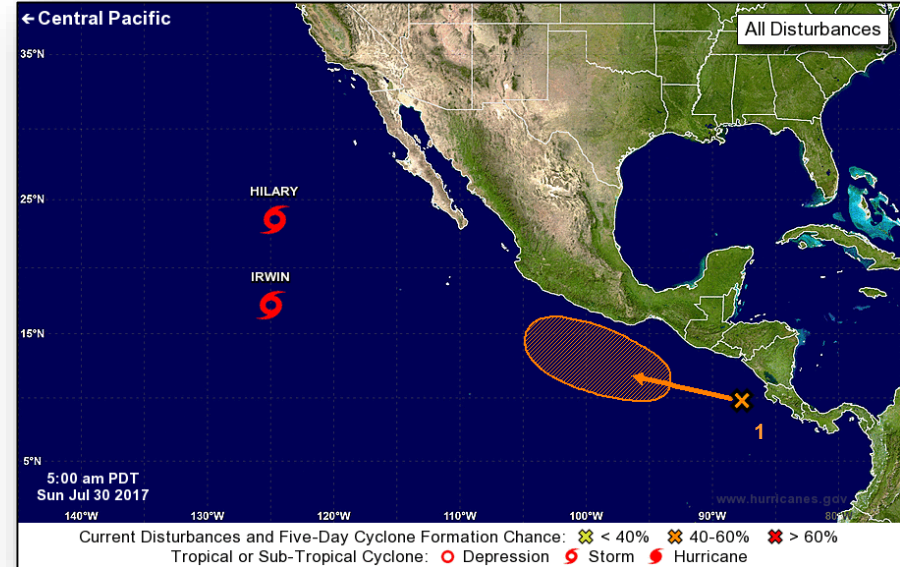 ←Central Pacific
All Disturbances
35°N
HILARY
25°N
IRWIN
15°N
1
5°N
5:00 am PDT
Sun Jul 30 2017
www.hurricanes.gov
140°W 130°W 120°W 110°W 100°W 90°W 80°W
Current Disturbances and Five-Day Cyclone Formation Chance: < 40% 40-60% > 60%
Tropical or Sub-Tropical Cyclone: Depression Storm Hurricane